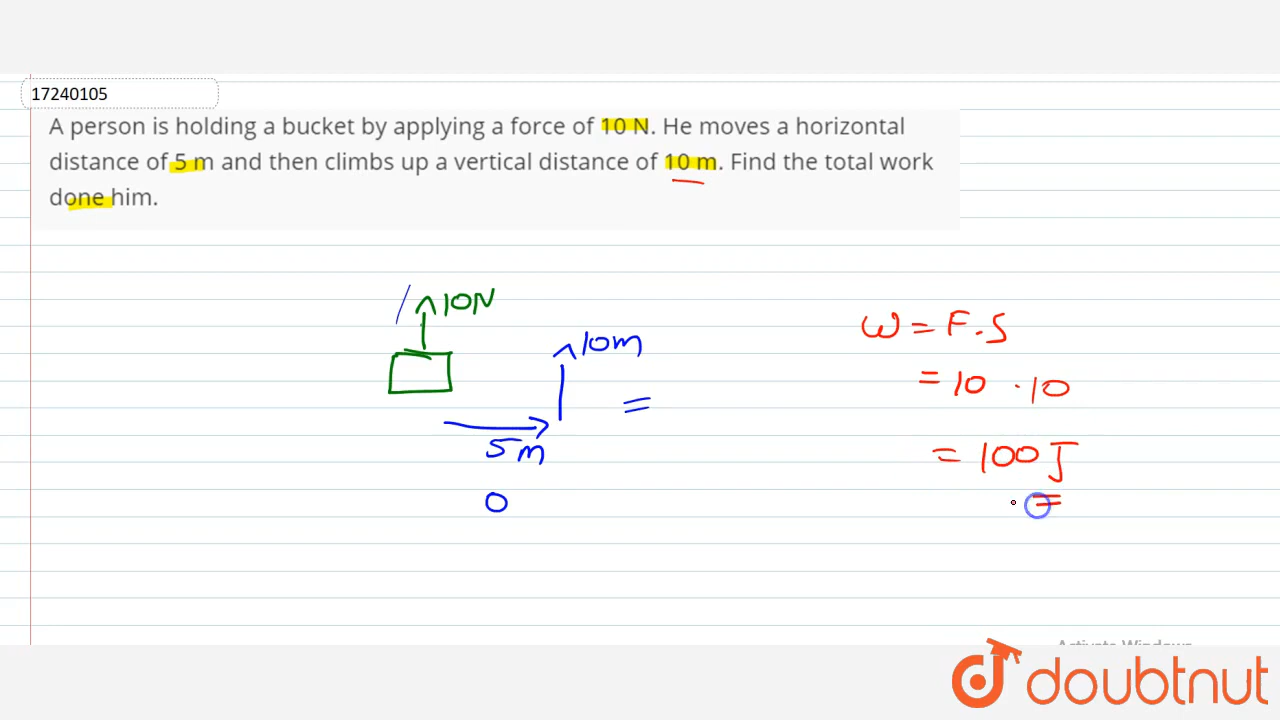 17240105
A person is holding a bucket by applying a force of 10 N. He moves a horizontal
distance of 5 m and then climbs up a vertical distance of 10 m. Find the total work
done him.
10N
10m
=
5m
0
W = F.S
= 10 . 10
= 100 J
=
Activate Windows
doubtnut